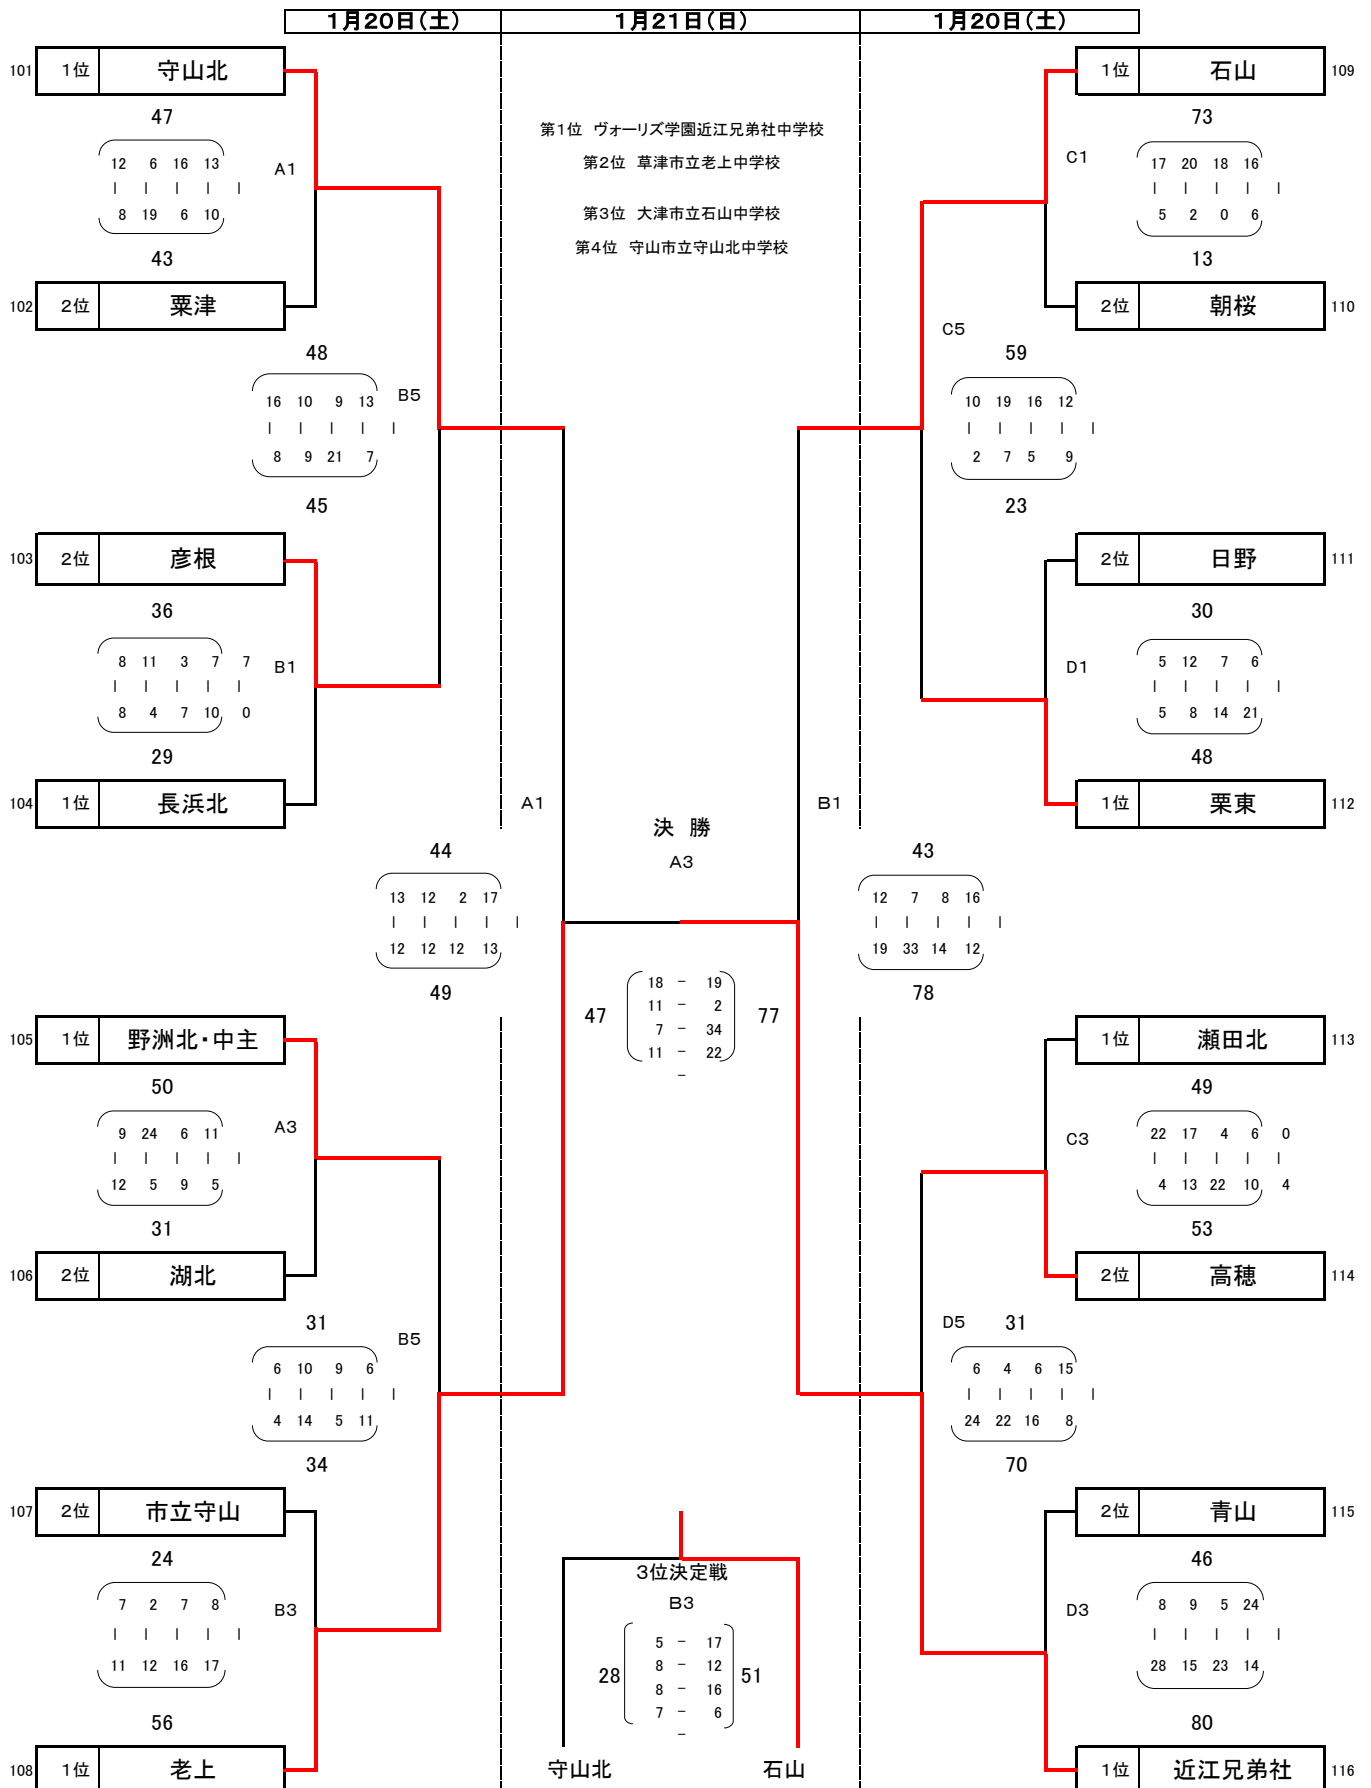 1月20日(土) 1月21日(日) 1月20日(土)
101 1位 守山北
47
12 6 16 13
A1
8 19 6 10
43
102 2位 粟津
48
16 10 9 13
B5
8 9 21 7
45
103 2位 彦根
36
8 11 3 7 7
B1
8 4 7 10 0
29
104 1位 長浜北
A1
44
13 12 2 17
12 12 12 13
49
105 1位 野洲北・中主
50
9 24 6 11
A3
12 5 9 5
31
106 2位 湖北
31
B5
6 10 9 6
4 14 5 11
34
107 2位 市立守山
24
7 2 7 8
B3
11 12 16 17
56
108 1位 老上
第1位 ヴォーリズ学園近江兄弟社中学校
第2位 草津市立老上中学校
第3位 大津市立石山中学校
第4位 守山市立守山北中学校
決 勝
A3
18 - 19
11 - 2
47 7 - 34 77
11 - 22
-
3位決定戦
B3
5 - 17
8 - 12
28 8 - 16 51
7 - 6
-
守山北 石山
1位 石山 109
73
C1
17 20 18 16
5 2 0 6
13
2位 朝桜 110
C5
59
10 19 16 12
2 7 5 9
23
2位 日野 111
30
5 12 7 6
D1
5 8 14 21
48
1位 栗東 112
B1
43
12 7 8 16
19 33 14 12
78
1位 瀬田北 113
49
22 17 4 6 0
C3
4 13 22 10 4
53
2位 高穂 114
D5 31
6 4 6 15
24 22 16 8
70
2位 青山 115
46
8 9 5 24
D3
28 15 23 14
80
1位 近江兄弟社 116